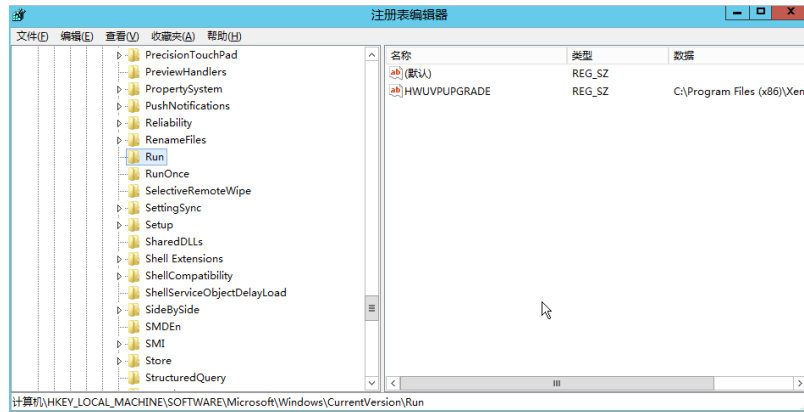 注册表编辑器
文件(F) 编辑(E) 查看(V) 收藏夹(A) 帮助(H)
PrecisionTouchPad
PreviewHandlers
PropertySystem
PushNotifications
Reliability
RenameFiles
Run
RunOnce
SelectiveRemoteWipe
SettingSync
Setup
SharedDLLs
Shell Extensions
ShellCompatibility
ShellServiceObjectDelayLoad
SideBySide
SMDEn
SMI
Store
StructuredQuery
名称 类型 数据
ab (默认) REG_SZ
ab HWUVPUPGRADE REG_SZ C:\Program Files (x86)\Xen
计算机\HKEY_LOCAL_MACHINE\SOFTWARE\Microsoft\Windows\CurrentVersion\Run